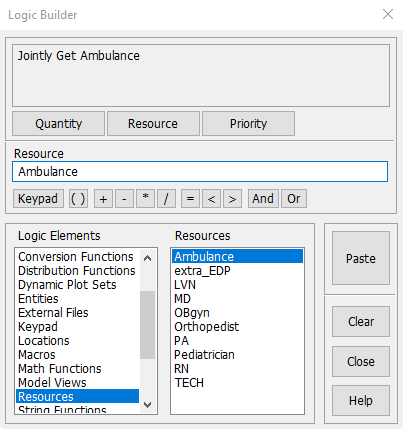 Logic Builder
Jointly Get Ambulance
Quantity Resource Priority
Resource
Ambulance
Keypad ( ) + - * / = < > And Or
Logic Elements
Conversion Functions
Distribution Functions
Dynamic Plot Sets
Entities
External Files
Keypad
Locations
Macros
Math Functions
Model Views
Resources
String Functions
Resources
Ambulance
extra_EDP
LVN
MD
OBgyn
Orthopedist
PA
Pediatrician
RN
TECH
Paste
Clear
Close
Help